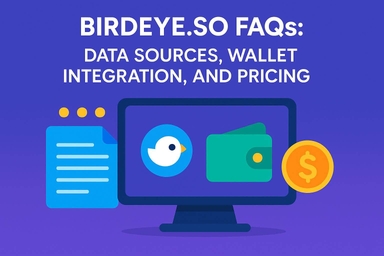 BIRDEYE.SO FAQs:
DATA SOURCES, WALLET
INTEGRATION, AND PRICING
$